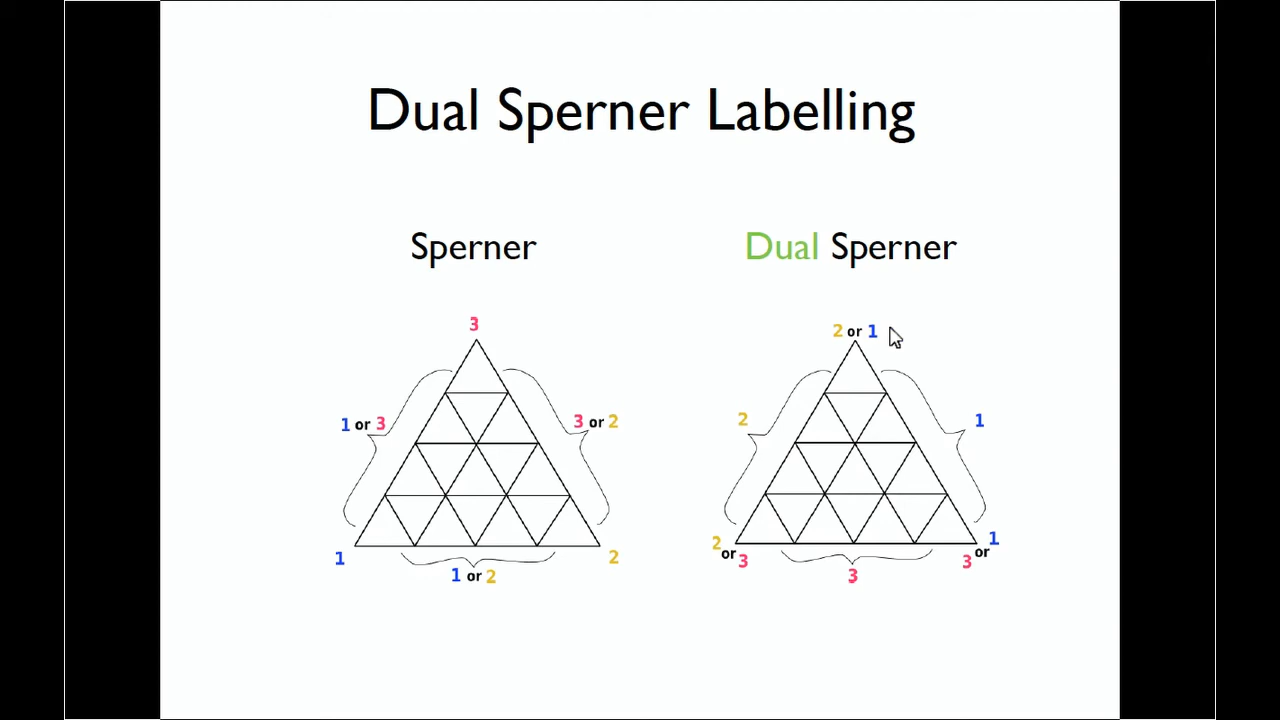 Dual Sperner Labelling
Sperner
3
1 or 3
3 or 2
1
2
1 or 2
Dual Sperner
2 or 1
2
1
2 or 3
3 or 1
3